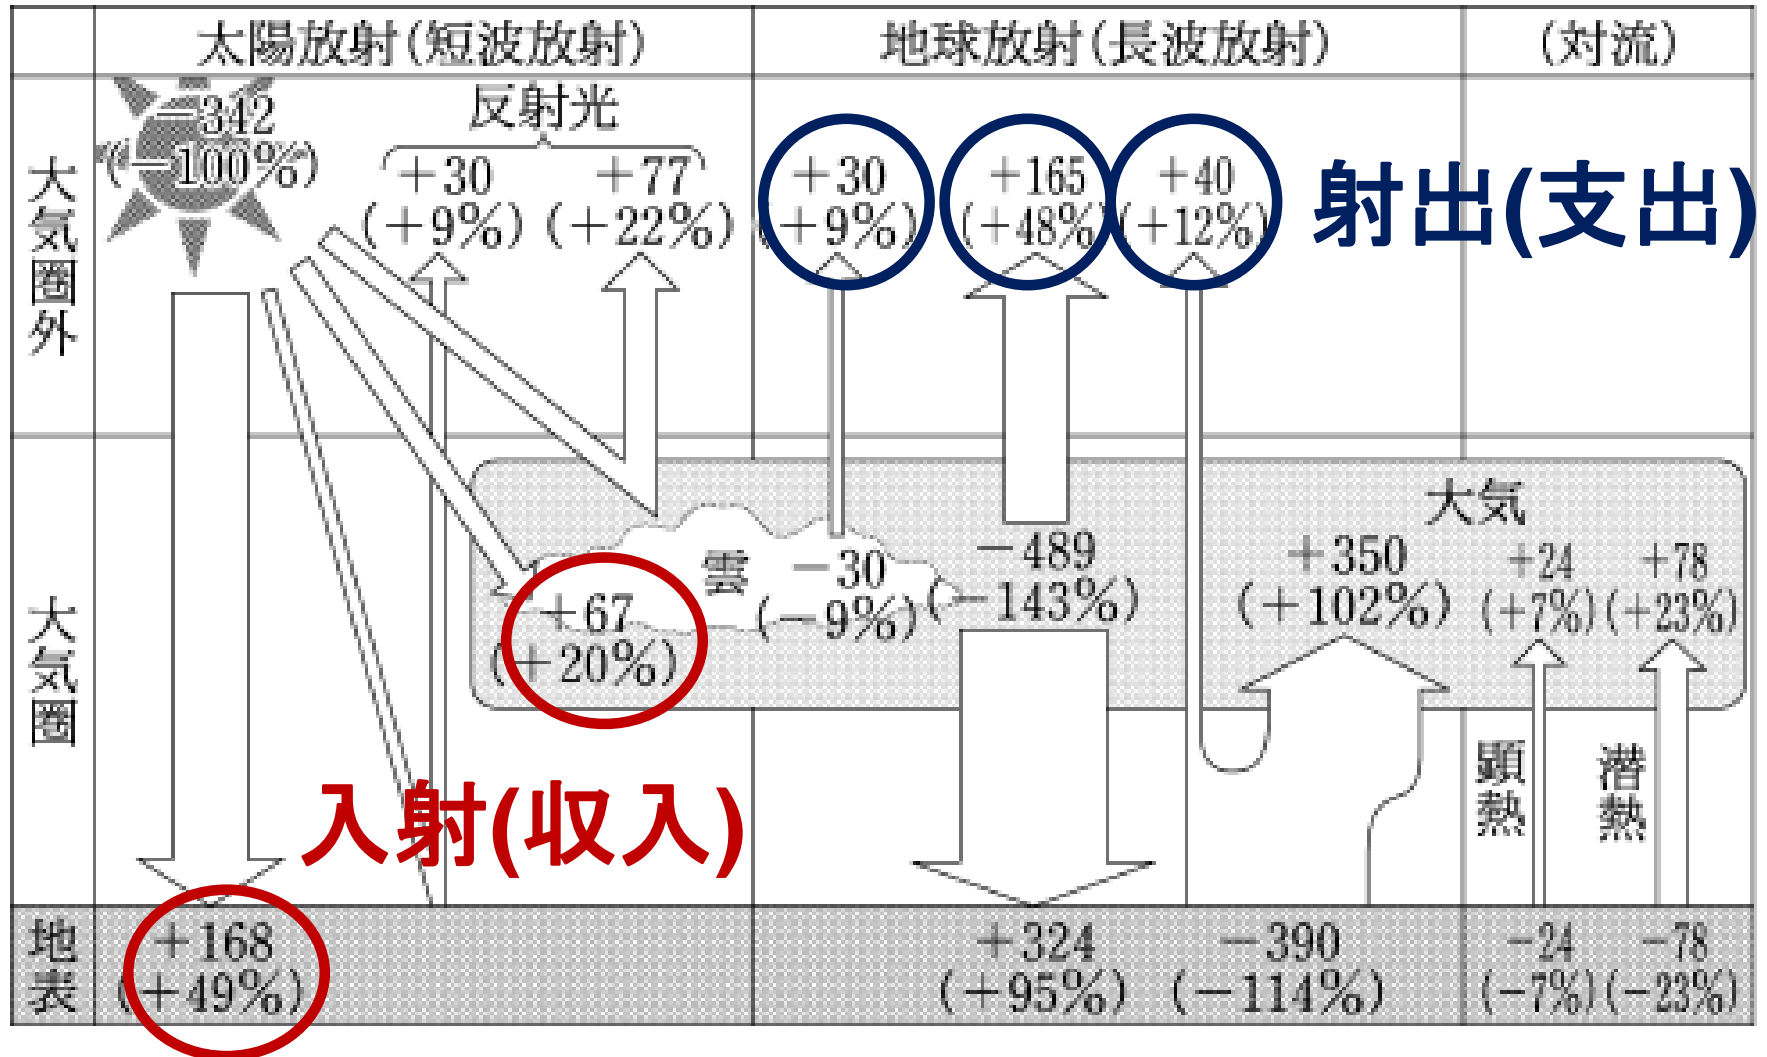 太陽放射(短波放射)
地球放射(長波放射)
(対流)
大気圏外
-342
(-100%)
反射光
+30
(+9%)
+77
(+22%)
+30
(+9%)
+165
(+48%)
+40
(+12%)
射出(支出)
大気圏
大気
雲
+67
(+20%)
-30
(-9%)
-489
(-143%)
+350
(+102%)
+24
(+7%)
+78
(+23%)
顕熱
潜熱
入射(収入)
地表
+168
(+49%)
+324
(+95%)
-390
(-114%)
-24
(-7%)
-78
(-23%)